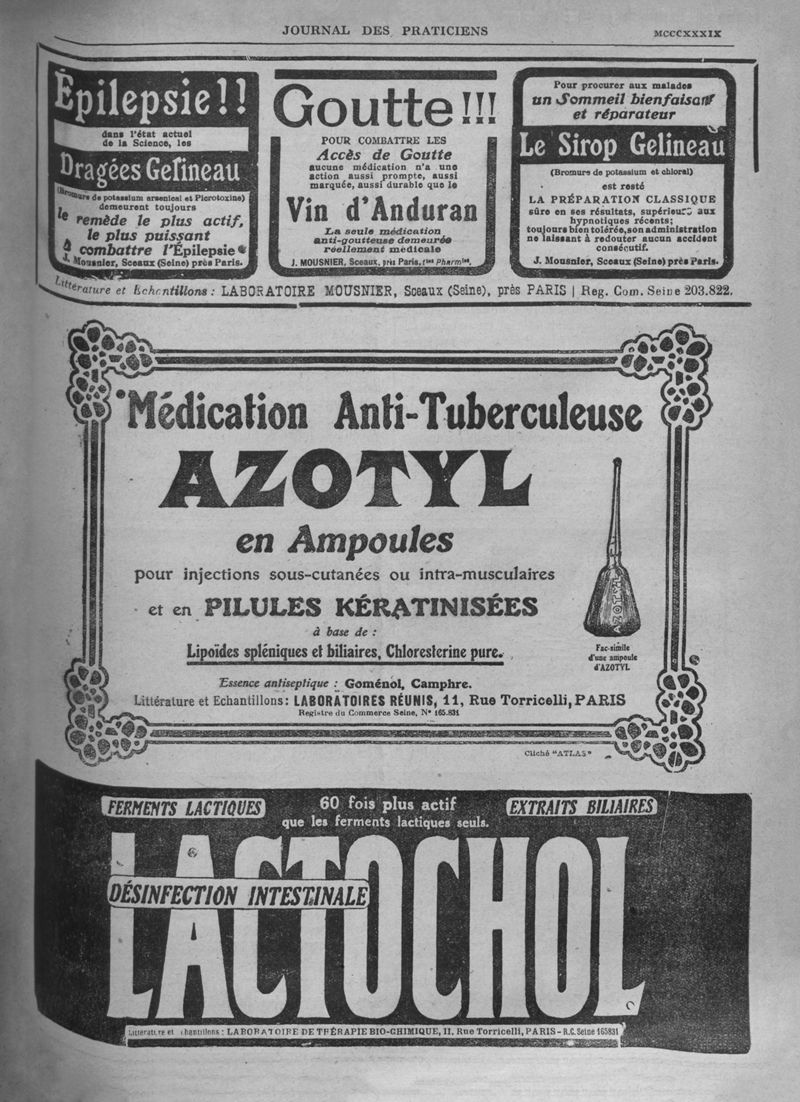 JOURNAL DES PRATICIENS
MCCCXXXIX
Épilepsie!!
dans l'état actuel
de la Science, les
Dragées Gelineau
(Bromure de potassium arsenical et Picrotoxine)
demeurent toujours
le remède le plus actif,
le plus puissant
à combattre l'Épilepsie
J. Mousnier, Sceaux (Seine) près Paris.
Goutte!!!
POUR COMBATTRE LES
Accès de Goutte
aucune médication n'a une
action aussi prompte, aussi
marquée, aussi durable que le
Vin d'Anduran
La seule médication
anti-goutteuse demeurée
réellement médicale
J. MOUSNIER, Sceaux, près Paris, ttes Pharmies.
Pour procurer aux malades
un Sommeil bienfaisant
et réparateur
Le Sirop Gelineau
(Bromure de potassium et chloral)
est resté
LA PRÉPARATION CLASSIQUE
sûre en ses résultats, supérieure aux
hypnotiques récents;
toujours bien tolérée, son administration
ne laissant à redouter aucun accident
consécutif.
J. Mousnier, Sceaux (Seine) près Paris.
Littérature et Echantillons : LABORATOIRE MOUSNIER, Sceaux (Seine), près PARIS | Reg. Com. Seine 203.822.
Médication Anti-Tuberculeuse
AZOTYL
en Ampoules
pour injections sous-cutanées ou intra-musculaires
et en PILULES KÉRATINISÉES
à base de :
Lipoïdes spléniques et biliaires, Chloresterine pure.
AZOTYL
Fac-simile
d'une ampoule
d'AZOTYL
Essence antiseptique : Goménol, Camphre.
Littérature et Echantillons : LABORATOIRES RÉUNIS, 11, Rue Torricelli, PARIS
Registre du Commerce Seine, N° 165.831
Cliché "ATLAS"
FERMENTS LACTIQUES
60 fois plus actif
que les ferments lactiques seuls.
EXTRAITS BILIAIRES
LACTOCHOL
DÉSINFECTION INTESTINALE
Littérature et Echantillons : LABORATOIRE DE THÉRAPIE BIO-CHIMIQUE, 11, Rue Torricelli, PARIS - R.C. Seine 165831